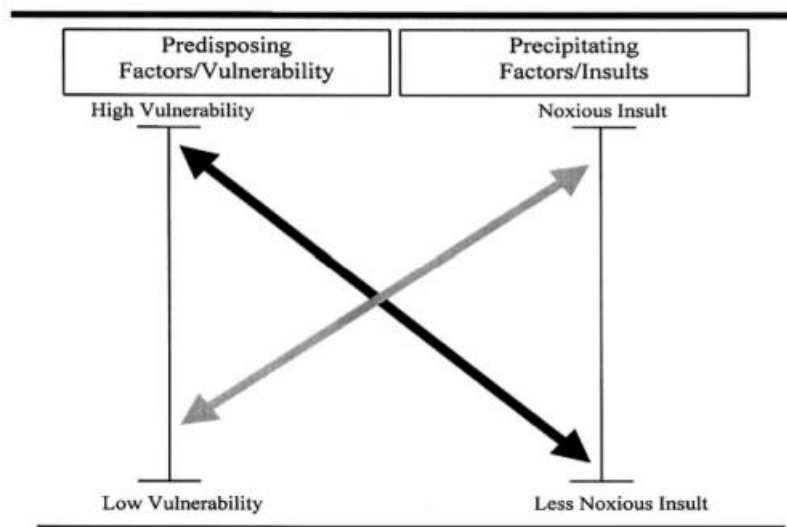 Predisposing
Factors/Vulnerability
Precipitating
Factors/Insults
High Vulnerability
Noxious Insult
Low Vulnerability
Less Noxious Insult